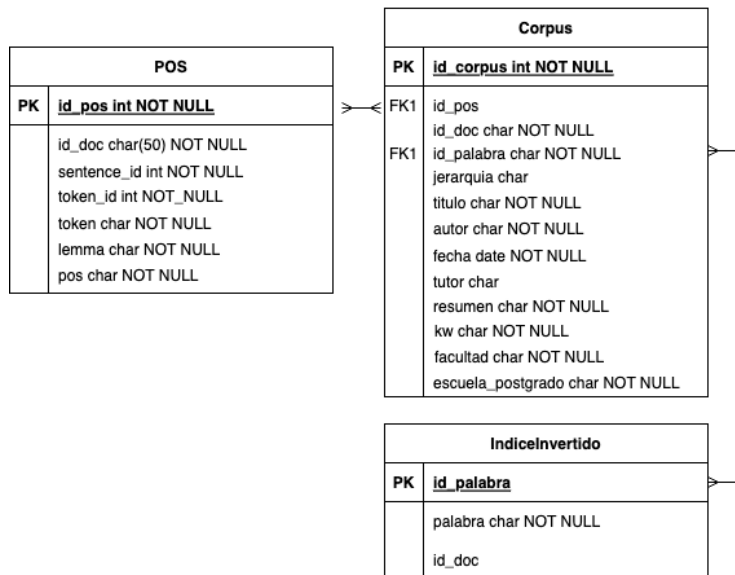 POS
PK id_pos int NOT NULL
id_doc char(50) NOT NULL
sentence_id int NOT NULL
token_id int NOT_NULL
token char NOT NULL
lemma char NOT NULL
pos char NOT NULL
Corpus
PK id_corpus int NOT NULL
FK1 id_pos
id_doc char NOT NULL
FK1 id_palabra char NOT NULL
jerarquia char
titulo char NOT NULL
autor char NOT NULL
fecha date NOT NULL
tutor char
resumen char NOT NULL
kw char NOT NULL
facultad char NOT NULL
escuela_postgrado char NOT NULL
IndiceInvertido
PK id_palabra
palabra char NOT NULL
id_doc